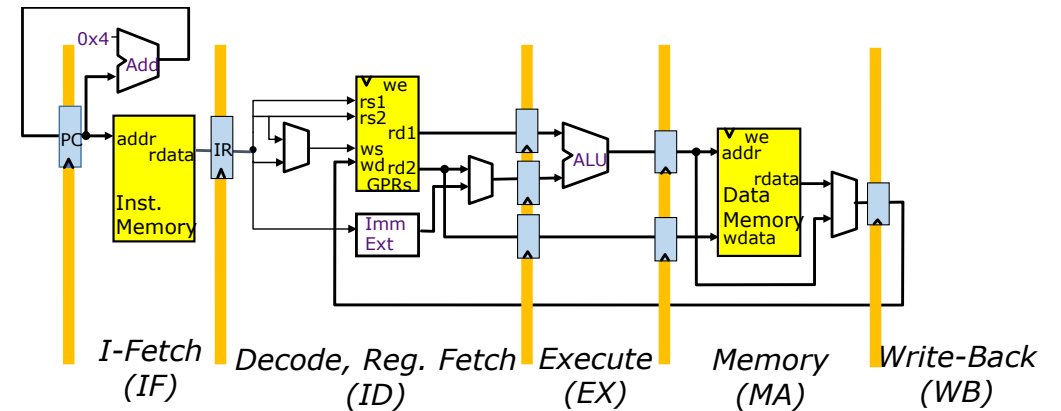 0x4
Add
PC
addr
rdata
Inst.
Memory
IR
we
rs1
rs2
rd1
ws
wd rd2
GPRs
Imm
Ext
ALU
we
addr
rdata
Data
Memory
wdata
I-Fetch
(IF)
Decode, Reg. Fetch
(ID)
Execute
(EX)
Memory
(MA)
Write-Back
(WB)